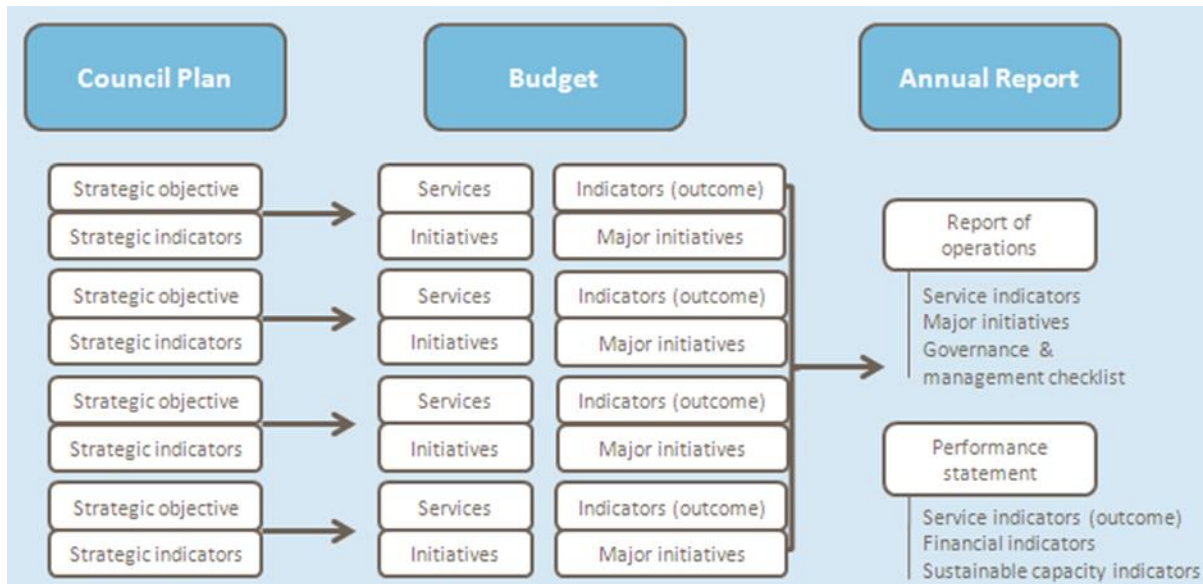 Council Plan
Budget
Annual Report
Strategic objective
Strategic indicators
Strategic objective
Strategic indicators
Strategic objective
Strategic indicators
Strategic objective
Strategic indicators
Services
Initiatives
Services
Initiatives
Services
Initiatives
Services
Initiatives
Indicators (outcome)
Major initiatives
Indicators (outcome)
Major initiatives
Indicators (outcome)
Major initiatives
Indicators (outcome)
Major initiatives
Report of
operations
Service indicators
Major initiatives
Governance &
management checklist
Performance
statement
Service indicators (outcome)
Financial indicators
Sustainable capacity indicators